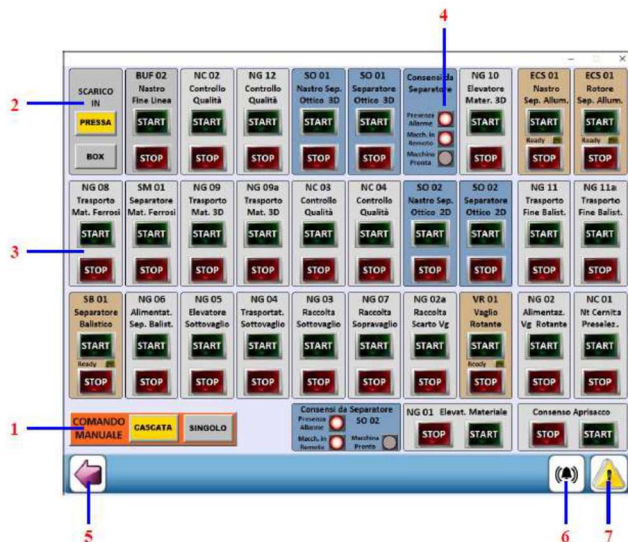 4
SCARICO
IN
PRESSA
BOX
BUF 02
Nastro
Fine Linea
START
STOP
NC 02
Controllo
Qualità
START
STOP
NG 12
Controllo
Qualità
START
STOP
SO 01
Nastro Sep.
Ottico 3D
START
STOP
SO 01
Separatore
Ottico 3D
START
STOP
Consensi da
Separatore
Presenza
Allarme
Macch. in
Remoto
Macchina
Pronta
NG 10
Elevatore
Mater. 3D
START
STOP
ECS 01
Nastro
Sep. Allum.
START
Ready
STOP
ECS 01
Rotore
Sep. Allum.
START
Ready
STOP
2
NG 08
Trasporto
Mat. Ferrosi
START
STOP
SM 01
Separatore
Mat. Ferrosi
START
STOP
NG 09
Trasporto
Mat. 3D
START
STOP
NG 09a
Trasporto
Mat. 3D
START
STOP
NC 03
Controllo
Qualità
START
STOP
NC 04
Controllo
Qualità
START
STOP
SO 02
Nastro Sep.
Ottico 2D
START
STOP
SO 02
Separatore
Ottico 2D
START
STOP
NG 11
Trasporto
Fine Balist.
START
STOP
NG 11a
Trasporto
Fine Balist.
START
STOP
3
SB 01
Separatore
Balistico
START
Ready
STOP
NG 06
Alimentat.
Sep. Balist.
START
STOP
NG 05
Elevatore
Sottovaglio
START
STOP
NG 04
Trasportat.
Sottovaglio
START
STOP
NG 03
Raccolta
Sottovaglio
START
STOP
NG 07
Raccolta
Sopravaglio
START
STOP
NG 02a
Raccolta
Scarto Vg
START
STOP
VR 01
Vaglio
Rotante
START
Ready
STOP
NG 02
Alimentaz.
Vg Rotante
START
STOP
NC 01
Nt Cernita
Preselez.
START
STOP
1
COMANDO
MANUALE
CASCATA
SINGOLO
Consensi da Separatore
SO 02
Presenza
Allarme
Macch. in
Remoto
Macchina
Pronta
NG 01 Elevat. Materiale
STOP
START
Consenso Aprisacco
STOP
START
5
6
7